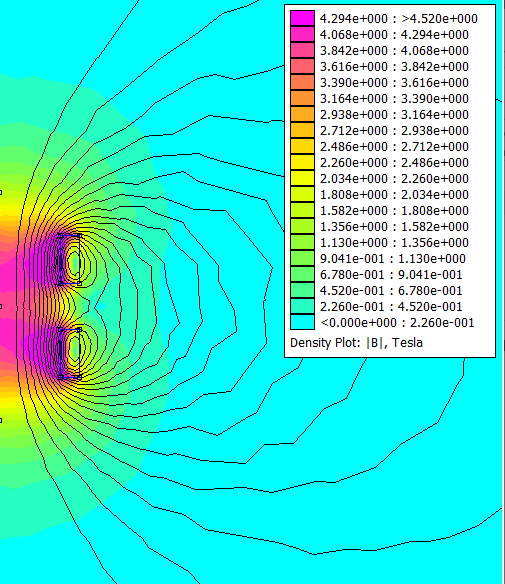 4.294e+000 : >4.520e+000
4.068e+000 : 4.294e+000
3.842e+000 : 4.068e+000
3.616e+000 : 3.842e+000
3.390e+000 : 3.616e+000
3.164e+000 : 3.390e+000
2.938e+000 : 3.164e+000
2.712e+000 : 2.938e+000
2.486e+000 : 2.712e+000
2.260e+000 : 2.486e+000
2.034e+000 : 2.260e+000
1.808e+000 : 2.034e+000
1.582e+000 : 1.808e+000
1.356e+000 : 1.582e+000
1.130e+000 : 1.356e+000
9.041e-001 : 1.130e+000
6.780e-001 : 9.041e-001
4.520e-001 : 6.780e-001
2.260e-001 : 4.520e-001
<0.000e+000 : 2.260e-001
Density Plot: |B|, Tesla